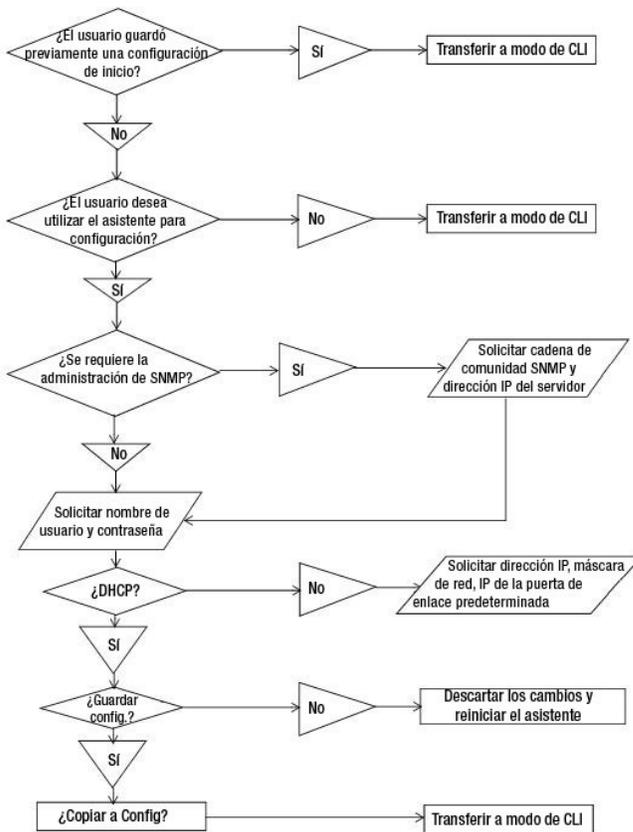 ¿El usuario guardó
previamente una configuración
de inicio?
Sí
Transferir a modo de CLI
No
¿El usuario desea
utilizar el asistente para
configuración?
No
Transferir a modo de CLI
Sí
¿Se requiere la
administración de SNMP?
Sí
Solicitar cadena de
comunidad SNMP y
dirección IP del servidor
No
Solicitar nombre de
usuario y contraseña
¿DHCP?
No
Solicitar dirección IP, máscara
de red, IP de la puerta de
enlace predeterminada
Sí
¿Guardar
config.?
No
Descartar los cambios y
reiniciar el asistente
Sí
¿Copiar a Config?
Transferir a modo de CLI